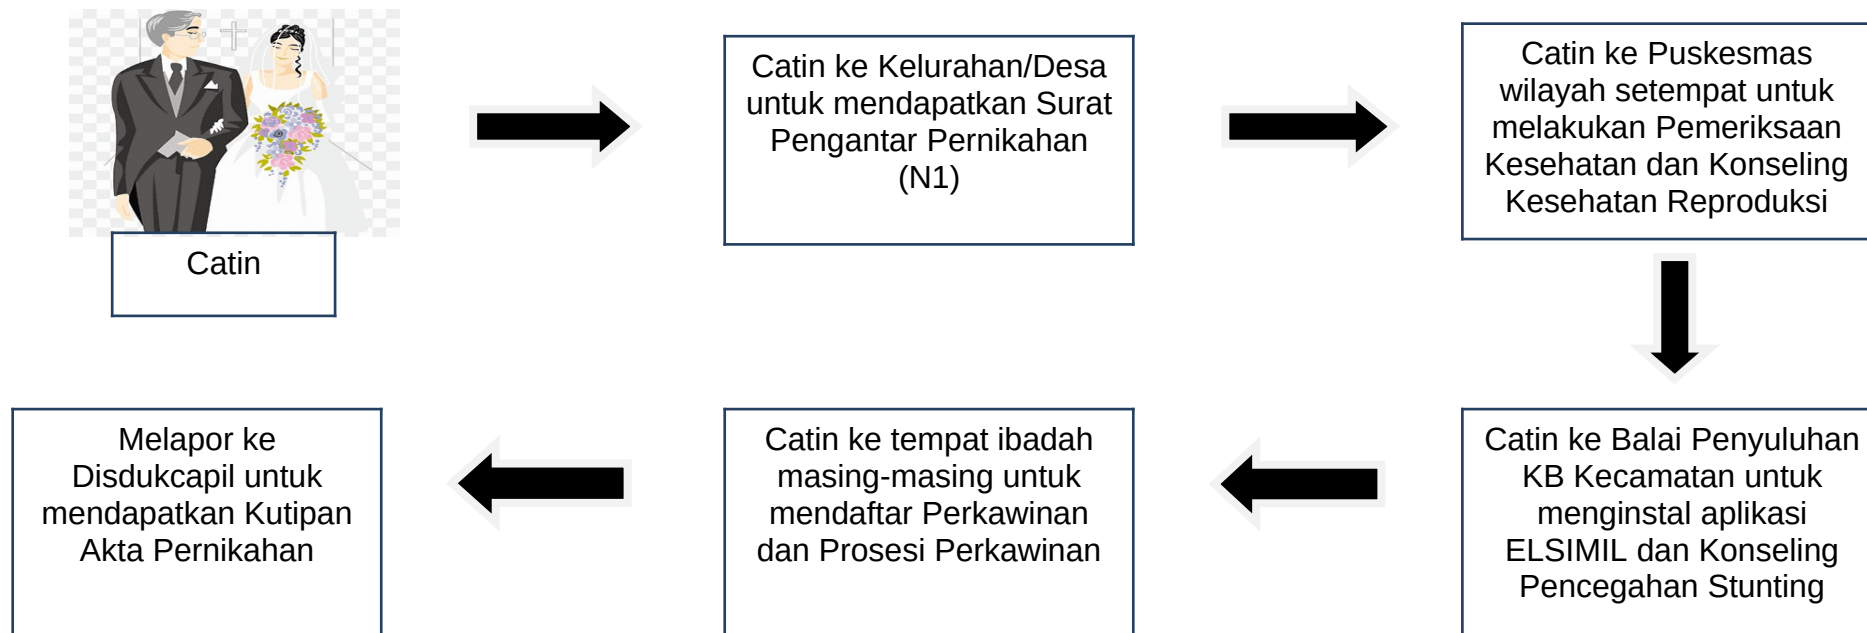 Catin
Catin ke Kelurahan/Desa
untuk mendapatkan Surat
Pengantar Pernikahan
(N1)
Catin ke Puskesmas
wilayah setempat untuk
melakukan Pemeriksaan
Kesehatan dan Konseling
Kesehatan Reproduksi
Catin ke Balai Penyuluhan
KB Kecamatan untuk
menginstal aplikasi
ELSIMIL dan Konseling
Pencegahan Stunting
Catin ke tempat ibadah
masing-masing untuk
mendaftar Perkawinan
dan Prosesi Perkawinan
Melapor ke
Disdukcapil untuk
mendapatkan Kutipan
Akta Pernikahan